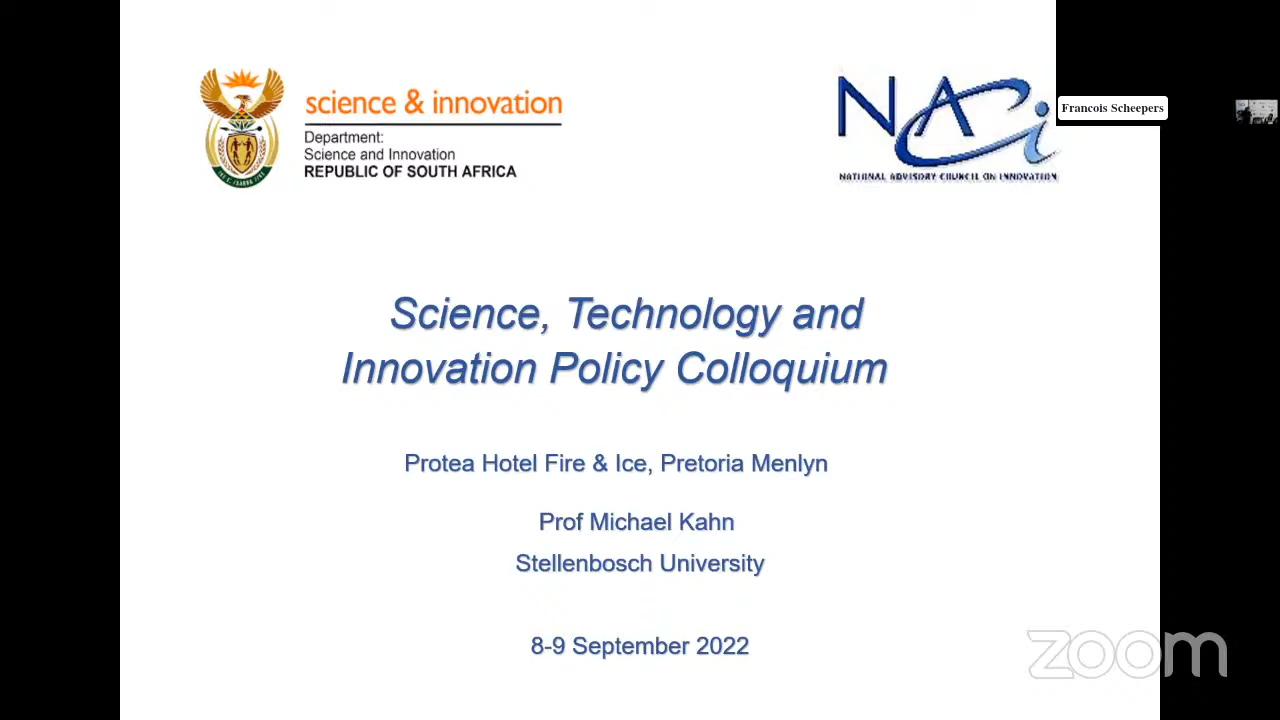 science & innovation
Department:
Science and Innovation
REPUBLIC OF SOUTH AFRICA
NACi
NATIONAL ADVISORY COUNCIL ON INNOVATION
Francois Scheepers
Science, Technology and
Innovation Policy Colloquium
Protea Hotel Fire & Ice, Pretoria Menlyn
Prof Michael Kahn
Stellenbosch University
8-9 September 2022
zoom